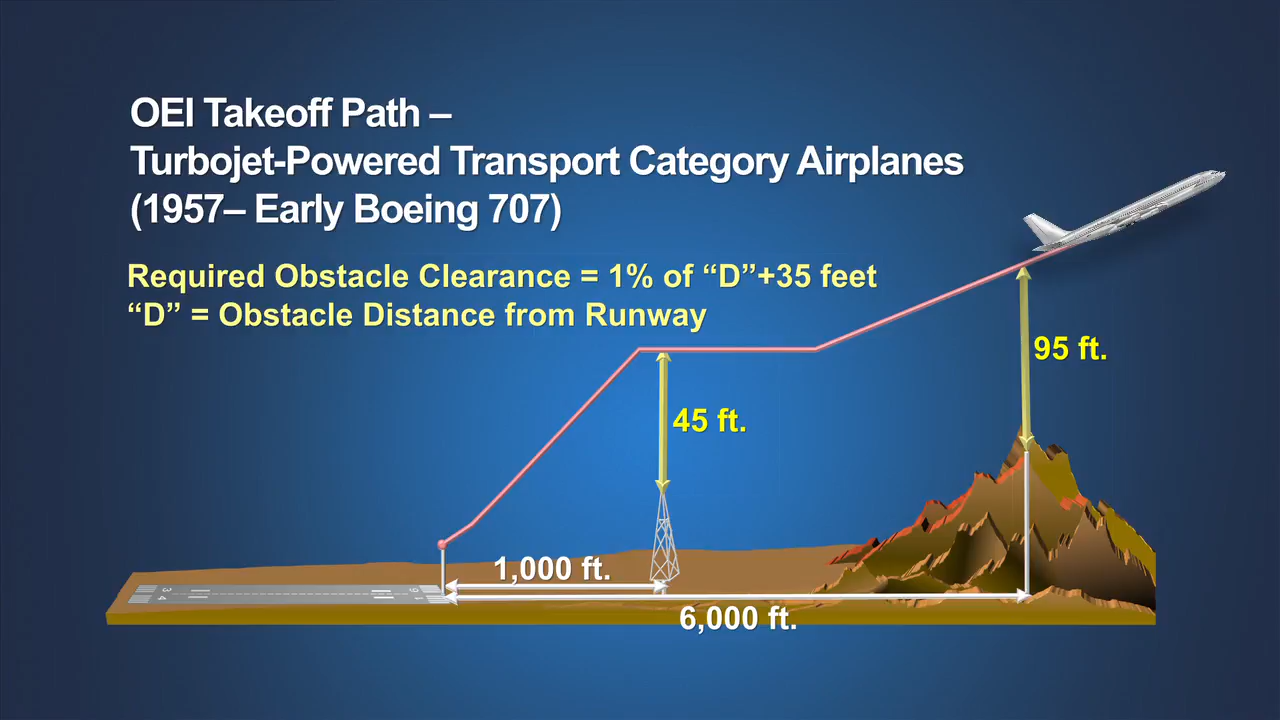 OEI Takeoff Path –
Turbojet-Powered Transport Category Airplanes
(1957– Early Boeing 707)
Required Obstacle Clearance = 1% of “D”+35 feet
“D” = Obstacle Distance from Runway
95 ft.
45 ft.
1,000 ft.
6,000 ft.